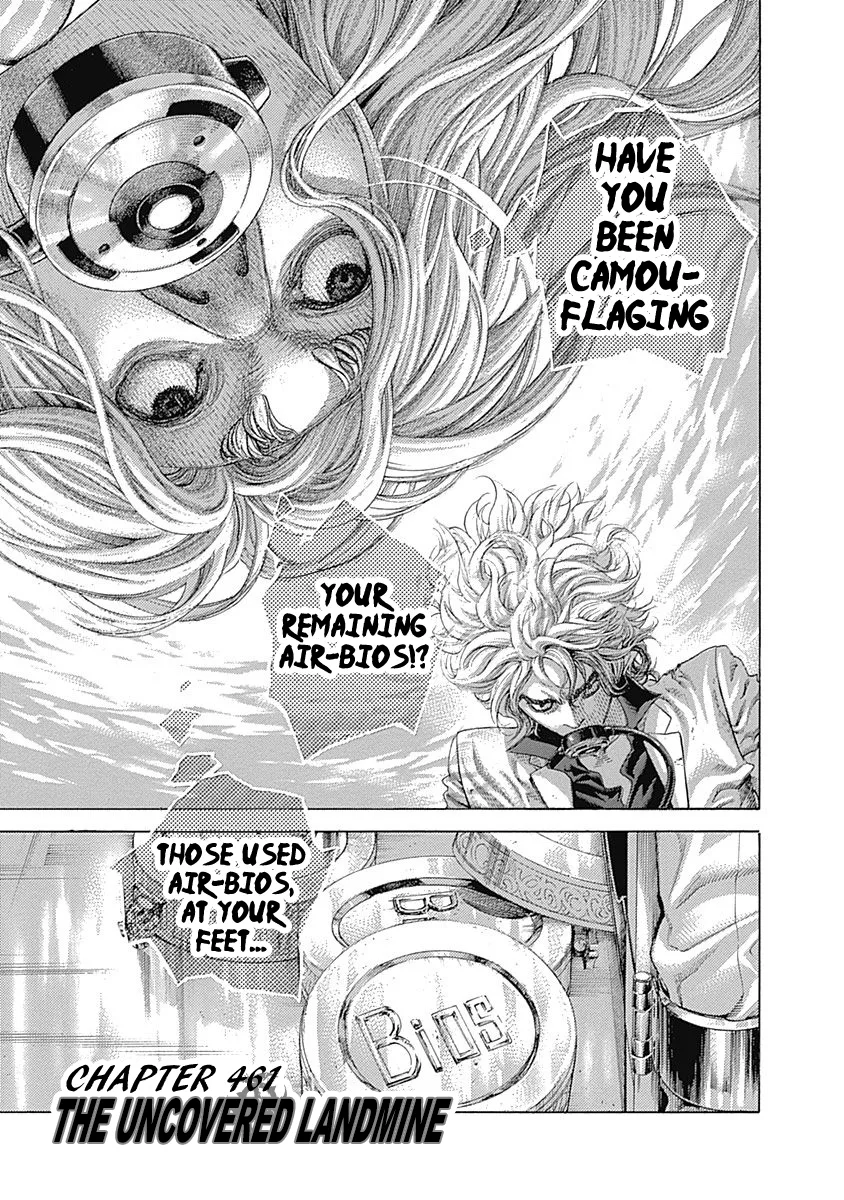 HAVE
YOU
BEEN
CAMOU-
FLAGING
YOUR
REMAINING
AIR-BIOS!?
THOSE USED
AIR-BIOS,
AT YOUR
FEET...
Bios
CHAPTER 461
THE UNCOVERED LANDMINE